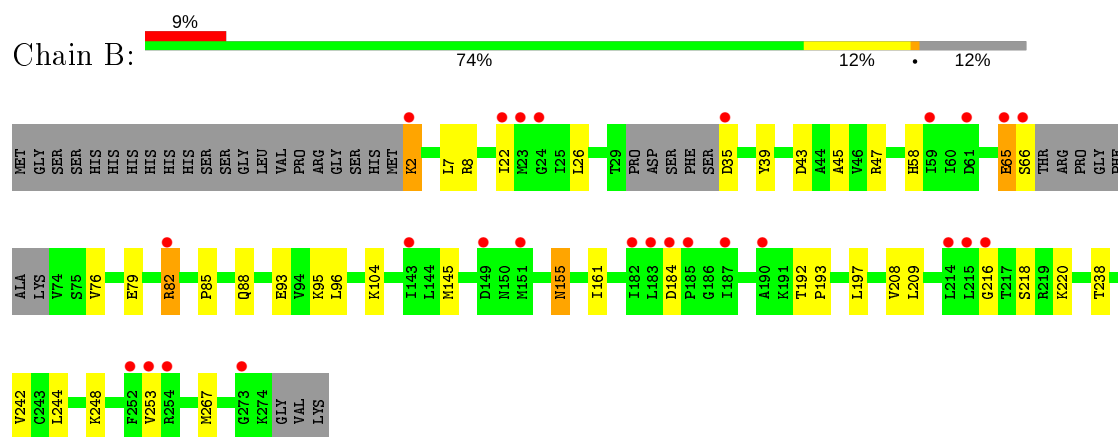 9%
Chain B:
74% 12% • 12%
MET GLY SER SER HIS HIS HIS HIS HIS HIS SER SER GLY LEU VAL PRO ARG GLY SER HIS MET K2 L7 R8 I22 M23 G24 I25 L26 T29 PRO ASP SER PHE SER D35 Y39 D43 A44 A45 V46 R47 H58 I59 I60 D61 E65 S66 THR ARG PRO GLY PHE
ALA LYS V74 S75 V76 E79 R82 P85 Q88 E93 V94 K95 L96 K104 I143 L144 M145 D149 N150 M151 N155 I161 I182 L183 D184 P185 G186 I187 A190 K191 T192 P193 L197 V208 L209 L214 L215 G216 T217 S218 R219 K220 T238
V242 C243 L244 K248 F252 V253 R254 M267 G273 K274 GLY VAL LYS